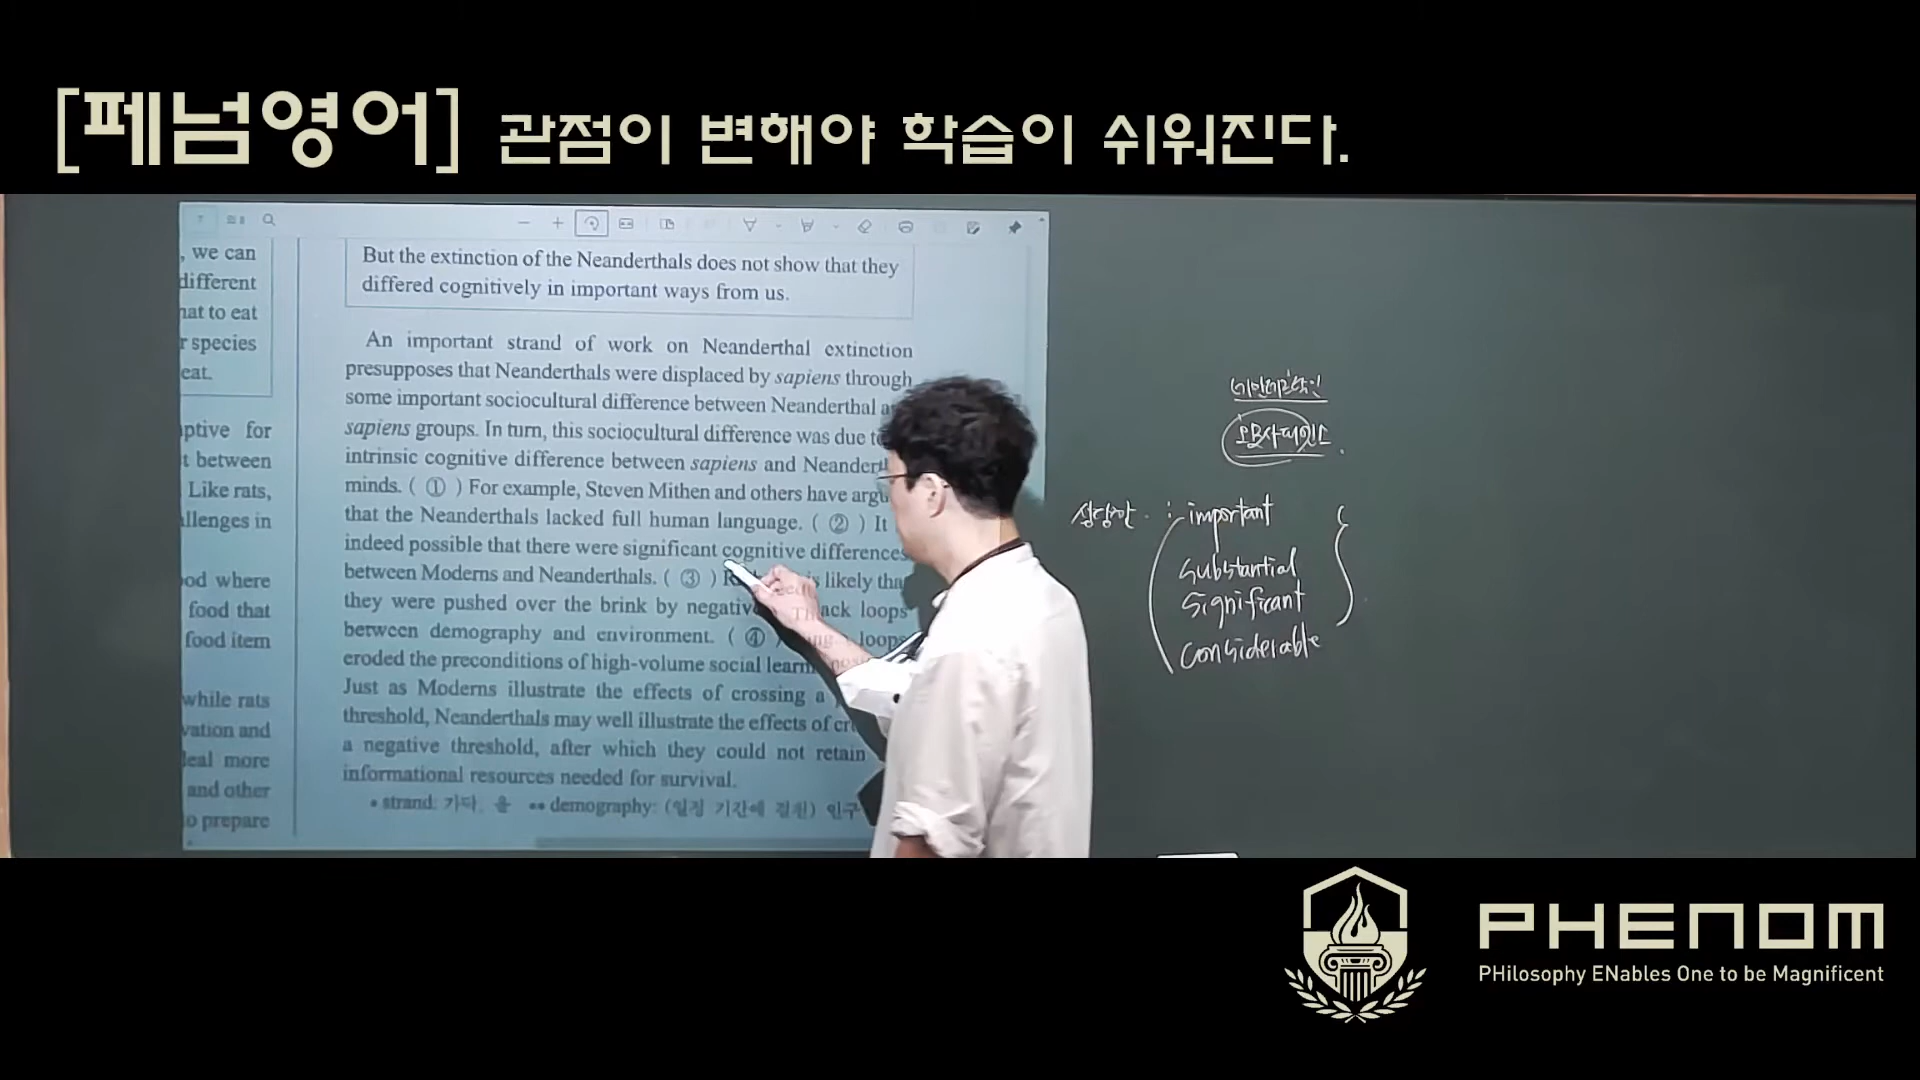 [페넘영어] 관점이 변해야 학습이 쉬워진다.
, we can
different
hat to eat
r species
eat.
ptive for
t between
Like rats,
llenges in
od where
food that
food item
while rats
vation and
deal more
and other
o prepare
But the extinction of the Neanderthals does not show that they
differed cognitively in important ways from us.
An important strand of work on Neanderthal extinction
presupposes that Neanderthals were displaced by sapiens through
some important sociocultural difference between Neanderthal a
sapiens groups. In turn, this sociocultural difference was due t
intrinsic cognitive difference between sapiens and Neandert
minds. ( ① ) For example, Steven Mithen and others have arg
that the Neanderthals lacked full human language. ( ② ) It
indeed possible that there were significant cognitive differences
between Moderns and Neanderthals. ( ③ ) likely tha
they were pushed over the brink by negativ ack loops
between demography and environment. ( ④ ) loops
eroded the preconditions of high-volume social learn
Just as Moderns illustrate the effects of crossing a
threshold, Neanderthals may well illustrate the effects of cr
a negative threshold, after which they could not retain
informational resources needed for survival.
* strand: 가닥, 올 ** demography: (일정 기간에 걸친) 인구
네안데르탈인
호모사피엔스.
상당한 : important
substantial
significant
considerable
PHENOM
PHilosophy ENables One to be Magnificent